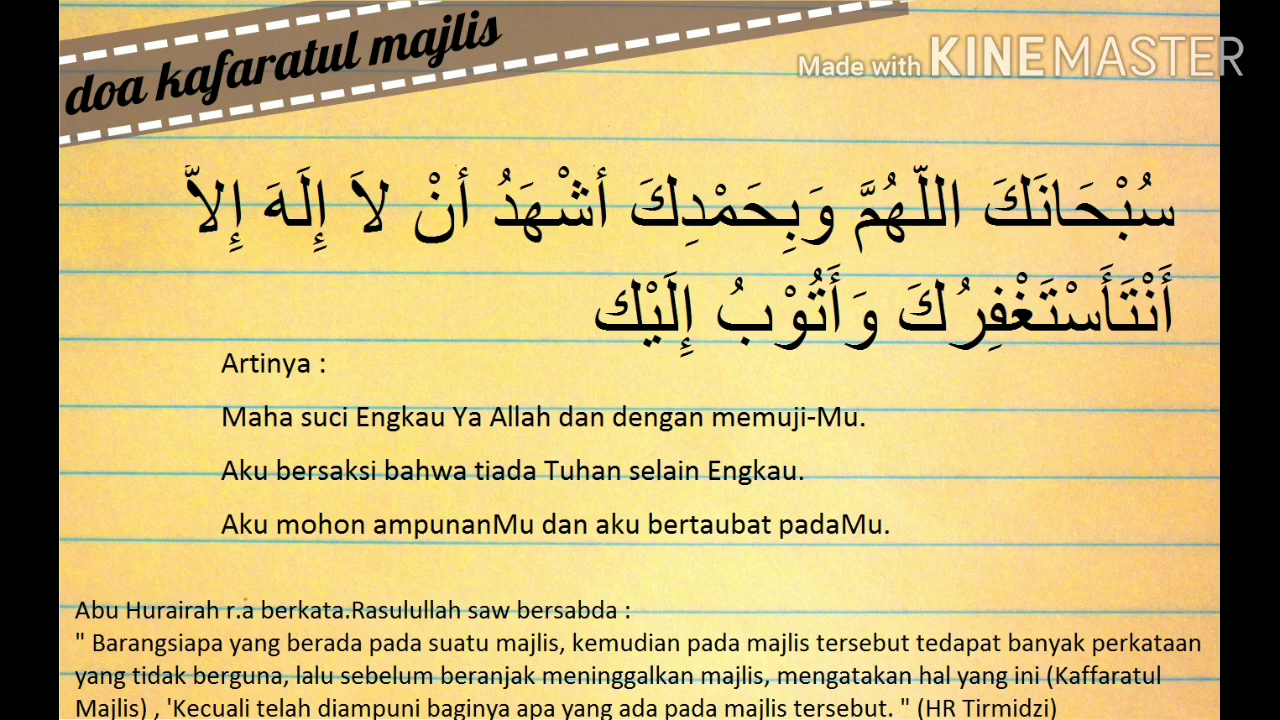 doa kafaratul majlis
Made with KINEMASTER
سُبْحَانَكَ اللّهُمَّ وَبِحَمْدِكَ أشْهَدُ أنْ لاَ إِلَهَ إِلاَّ
أَنْتَأَسْتَغْفِرُكَ وَأَتُوْبُ إِلَيْك
Artinya :
Maha suci Engkau Ya Allah dan dengan memuji-Mu.
Aku bersaksi bahwa tiada Tuhan selain Engkau.
Aku mohon ampunanMu dan aku bertaubat padaMu.
Abu Hurairah r.a berkata.Rasulullah saw bersabda :
" Barangsiapa yang berada pada suatu majlis, kemudian pada majlis tersebut tedapat banyak perkataan
yang tidak berguna, lalu sebelum beranjak meninggalkan majlis, mengatakan hal yang ini (Kaffaratul
Majlis) , 'Kecuali telah diampuni baginya apa yang ada pada majlis tersebut. " (HR Tirmidzi)